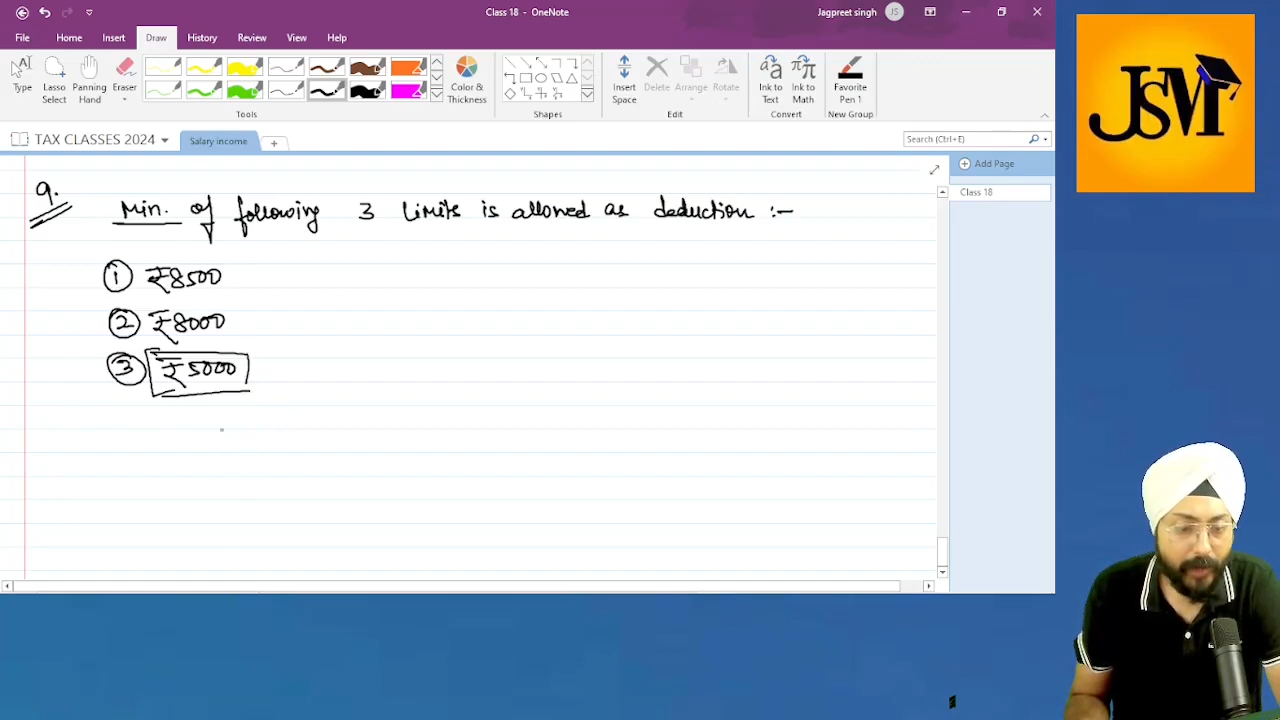 Class 18 - OneNote
Jagpreet singh JS
File Home Insert Draw History Review View Help
Type Lasso Select Panning Hand Eraser Color & Thickness Insert Space Delete Arrange Rotate Ink to Text Ink to Math Favorite Pen 1
Tools Shapes Edit Convert New Group
TAX CLASSES 2024 Salary income Search (Ctrl+E)
Add Page
Class 18
JSM
9.
Min. of following 3 limits is allowed as deduction :-
① ₹8500
② ₹8000
③ ₹5000